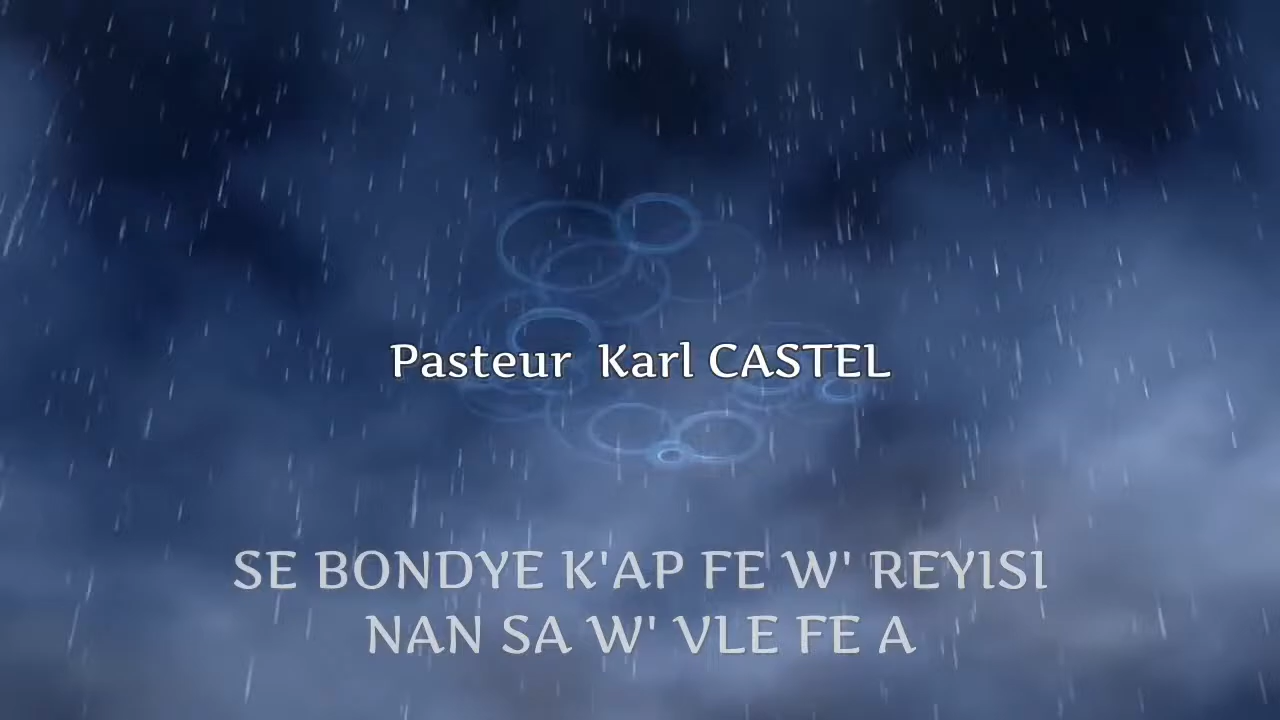 Pasteur Karl CASTEL
SE BONDYE K'AP FE W' REYISI
NAN SA W' VLE FE A